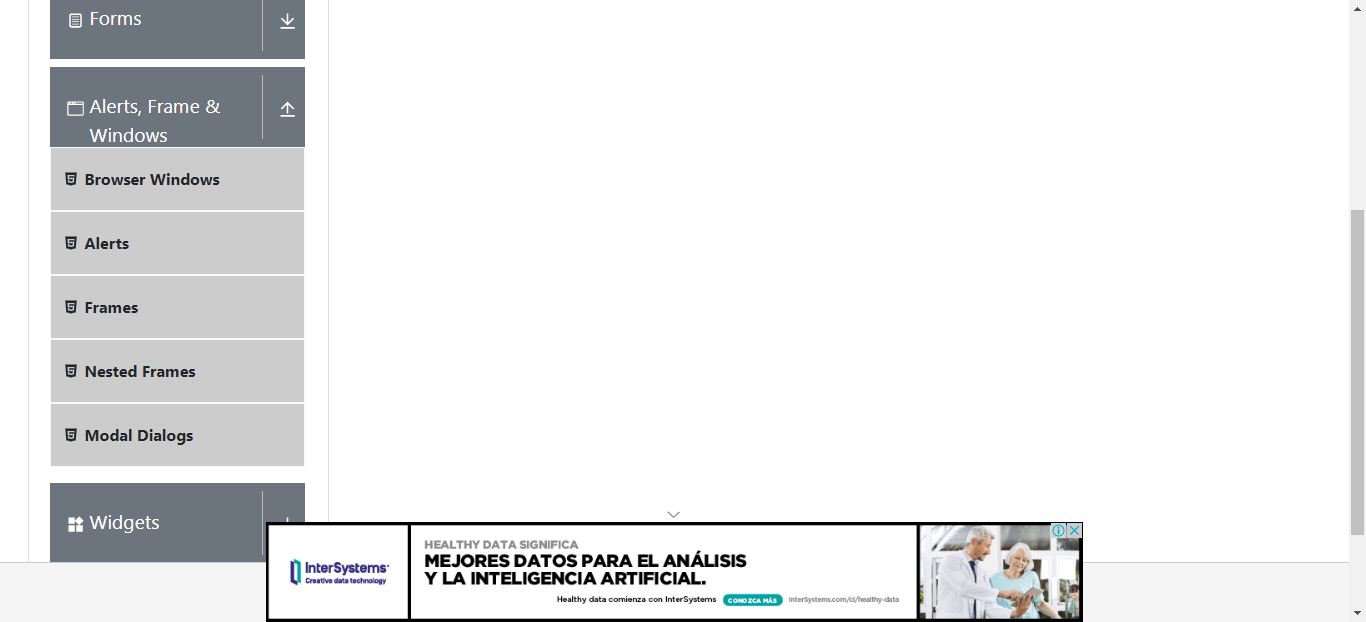 Forms
Alerts, Frame &
Windows
Browser Windows
Alerts
Frames
Nested Frames
Modal Dialogs
Widgets
InterSystems
Creative data technology
HEALTHY DATA SIGNIFICA
MEJORES DATOS PARA EL ANÁLISIS
Y LA INTELIGENCIA ARTIFICIAL.
Healthy data comienza con InterSystems CONOZCA MÁS InterSystems.com/cl/healthy-data